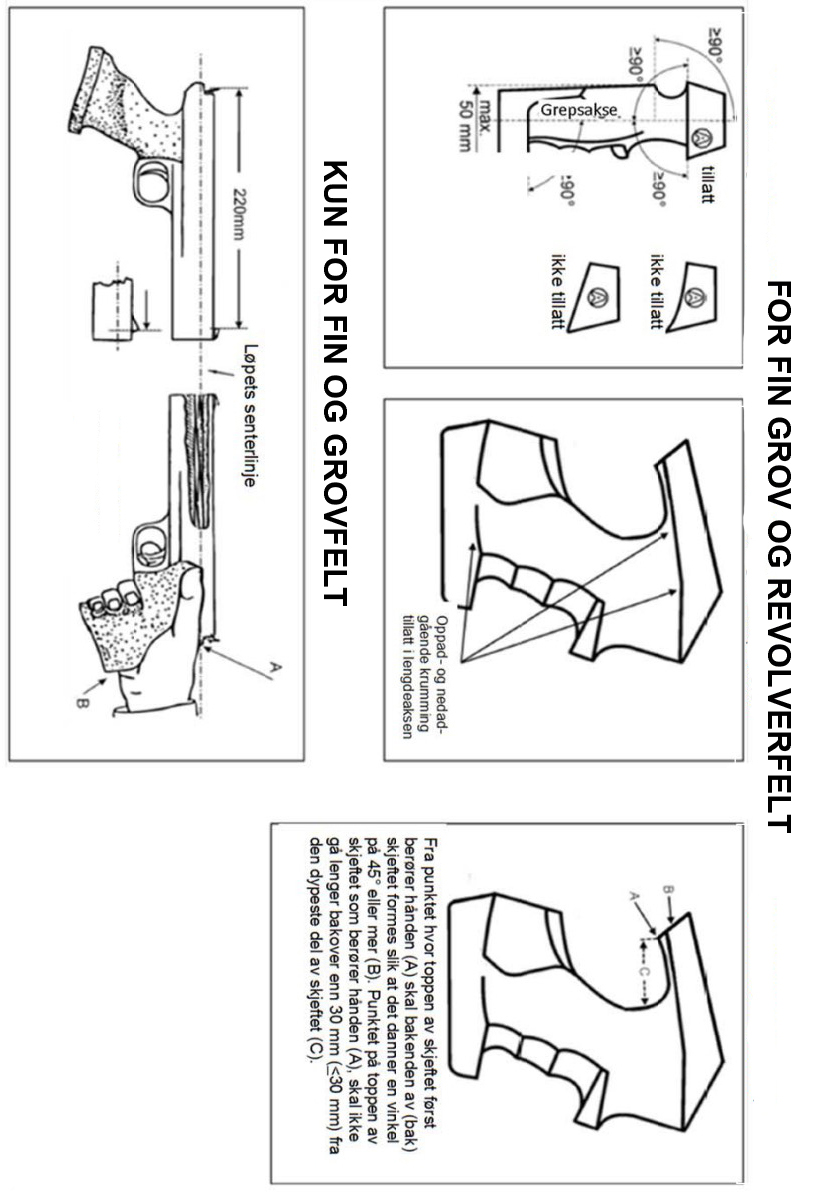 FOR FIN GROV OG REVOLVERFELT
≥90°
≥90°
≥90°
Grepsakse
max.
50 mm
90°
tillatt
ikke tillatt
ikke tillatt
Oppad- og nedad-
gående krumming
tillatt i lengdeaksen
B
A
C
Fra punktet hvor toppen av skjeftet først
berører hånden (A) skal bakenden av (bak)
skjeftet formes slik at det danner en vinkel
på 45° eller mer (B). Punktet på toppen av
skjeftet som berører hånden (A), skal ikke
gå lenger bakover enn 30 mm (≤30 mm) fra
den dypeste del av skjeftet (C).
KUN FOR FIN OG GROVFELT
220mm
Løpets senterlinje
A
B